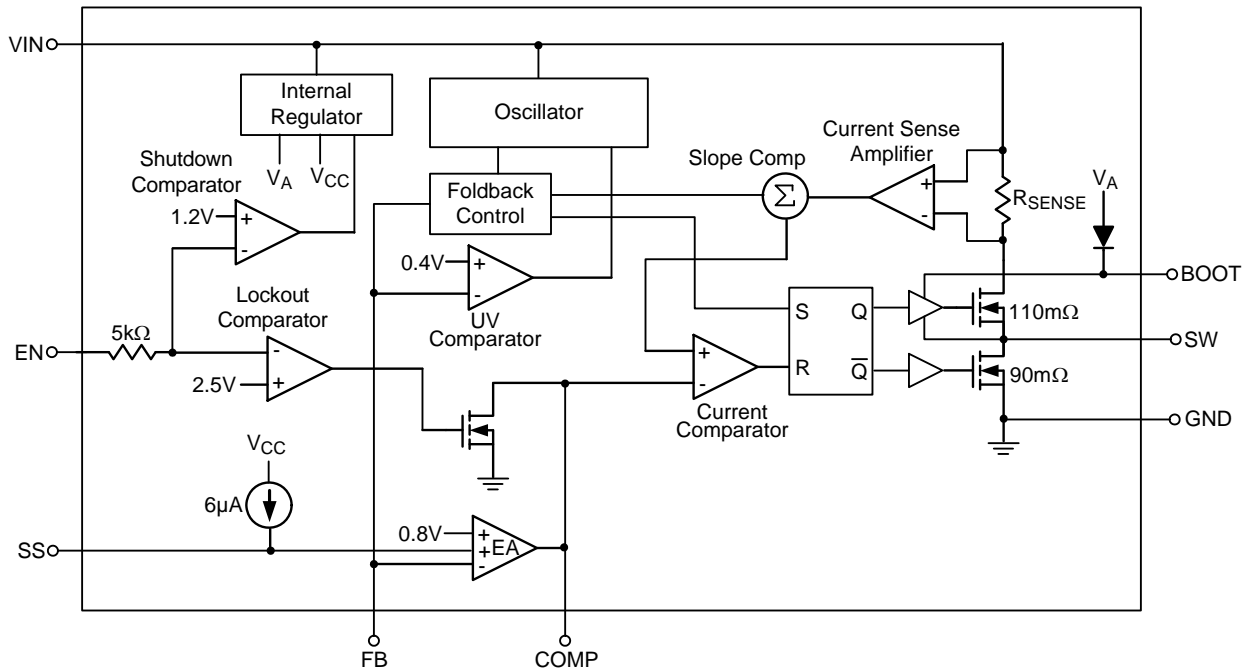 VIN
Internal
Regulator
Oscillator
Current Sense
Amplifier
Shutdown
Comparator
VA
VCC
Slope Comp
Foldback
Control
Σ
+
-
RSENSE
VA
1.2V
+
-
0.4V
+
-
BOOT
Lockout
Comparator
UV
Comparator
S
Q
110mΩ
5kΩ
EN
-
+
2.5V
+
-
R
Q
SW
90mΩ
Current
Comparator
GND
VCC
6µA
0.8V
+
+
-
EA
SS
FB
COMP